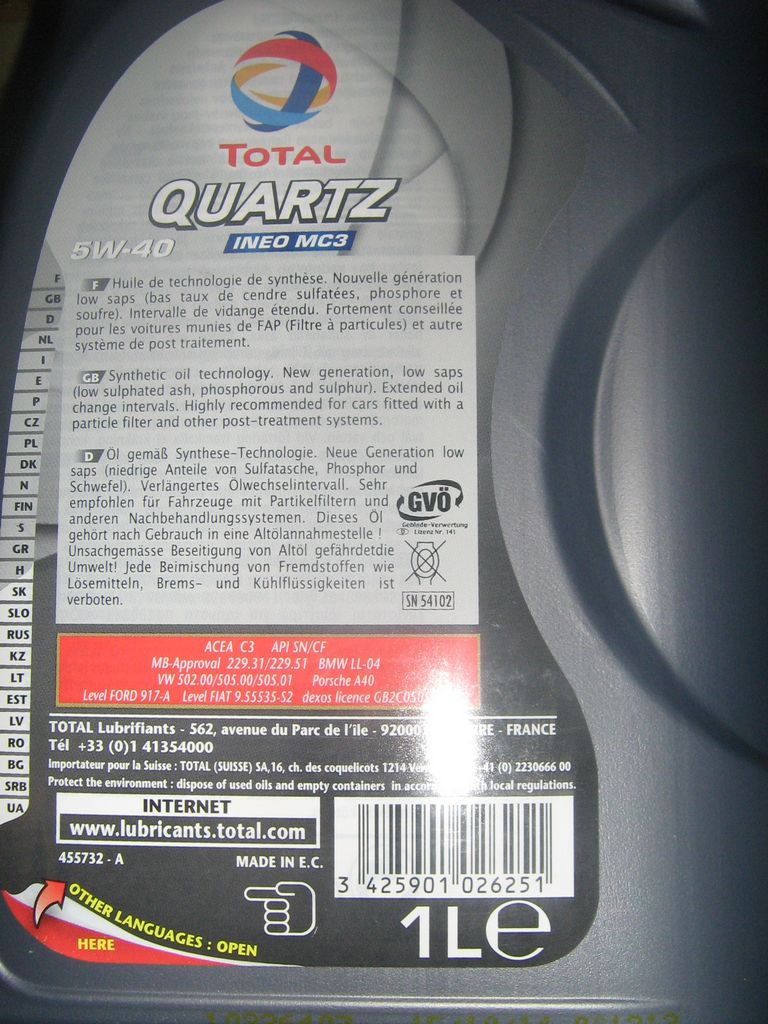 TOTAL
QUARTZ
5W-40
INEO MC3
F Huile de technologie de synthèse. Nouvelle génération
low saps (bas taux de cendre sulfatées, phosphore et
soufre). Intervalle de vidange étendu. Fortement conseillée
pour les voitures munies de FAP (Filtre à particules) et autre
système de post traitement.
GB Synthetic oil technology. New generation, low saps
(low sulphated ash, phosphorous and sulphur). Extended oil
change intervals. Highly recommended for cars fitted with a
particle filter and other post-treatment systems.
D Öl gemäß Synthese-Technologie. Neue Generation low
saps (niedrige Anteile von Sulfatasche, Phosphor und
Schwefel). Verlängertes Ölwechselintervall. Sehr
empfohlen für Fahrzeuge mit Partikelfiltern und
anderen Nachbehandlungssystemen. Dieses Öl
gehört nach Gebrauch in eine Altölannahmestelle !
Unsachgemässe Beseitigung von Altöl gefährdetdie
Umwelt! Jede Beimischung von Fremdstoffen wie
Lösemitteln, Brems- und Kühlflüssigkeiten ist
verboten.
GVÖ
Gebinde-Verwertung
D Lizenz Nr. 141
SN 54102
F
GB
D
NL
I
E
P
CZ
PL
DK
N
FIN
S
GR
H
SK
SLO
RUS
KZ
LT
EST
LV
RO
BG
SRB
UA
ACEA C3 API SN/CF
MB-Approval 229.31/229.51 BMW LL-04
VW 502.00/505.00/505.01 Porsche A40
Level FORD 917-A Level FIAT 9.55535-S2 dexos licence
TOTAL Lubrifiants - 562, avenue du Parc de l'île - - FRANCE
Tél +33 (0)1 41354000
Importateur pour la Suisse : TOTAL (SUISSE) SA,16, ch. des coquelicots 1214 (0) 2230666 00
Protect the environment : dispose of used oils and empty containers in local regulations.
INTERNET
www.lubricants.total.com
455732 - A
MADE IN E.C.
3 425901 026251
OTHER LANGUAGES : OPEN
HERE
1L e